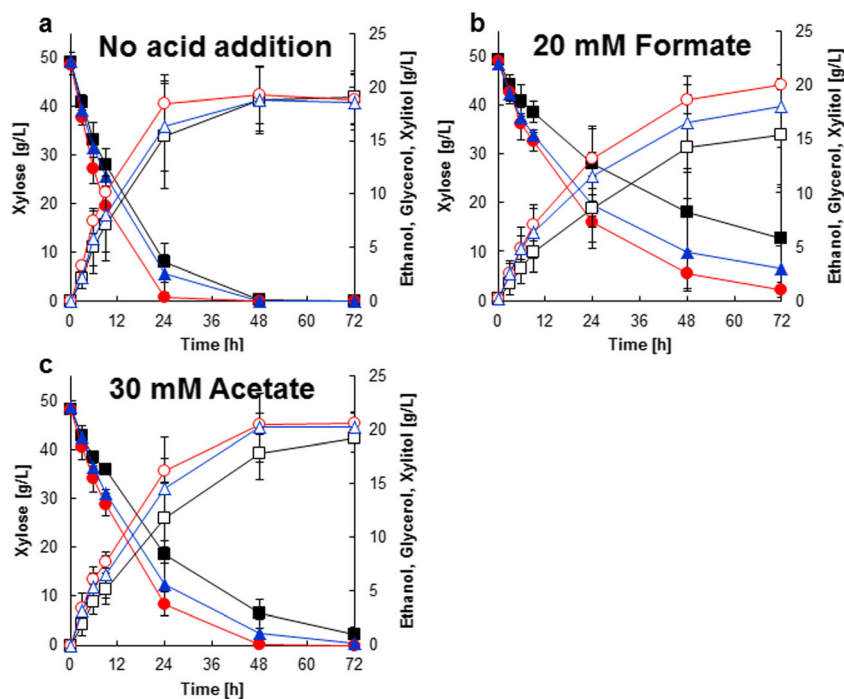 a
No acid addition
50
40
30
20
10
0
Xylose [g/L]
25
20
15
10
5
0
Ethanol, Glycerol, Xylitol [g/L]
0 12 24 36 48 60 72
Time [h]
b
20 mM Formate
50
40
30
20
10
0
Xylose [g/L]
25
20
15
10
5
0
Ethanol, Glycerol, Xylitol [g/L]
0 12 24 36 48 60 72
Time [h]
c
30 mM Acetate
50
40
30
20
10
0
Xylose [g/L]
25
20
15
10
5
0
Ethanol, Glycerol, Xylitol [g/L]
0 12 24 36 48 60 72
Time [h]